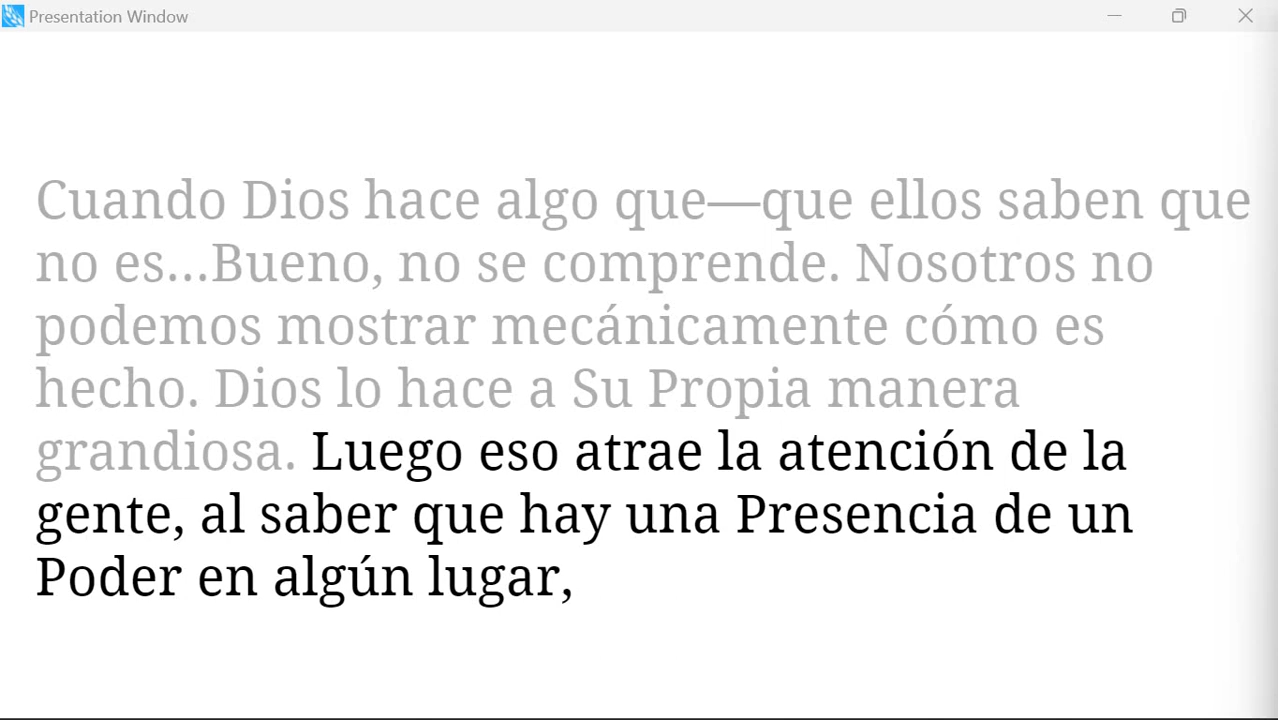 Presentation Window
Cuando Dios hace algo que—que ellos saben que
no es...Bueno, no se comprende. Nosotros no
podemos mostrar mecánicamente cómo es
hecho. Dios lo hace a Su Propia manera
grandiosa. Luego eso atrae la atención de la
gente, al saber que hay una Presencia de un
Poder en algún lugar,